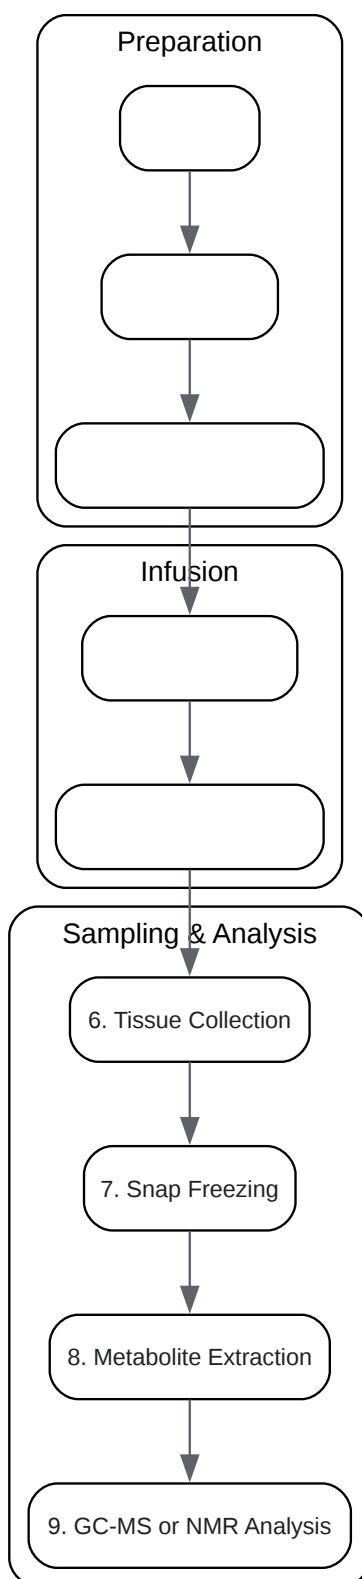 Preparation
Infusion
Sampling & Analysis
6. Tissue Collection
7. Snap Freezing
8. Metabolite Extraction
9. GC-MS or NMR Analysis